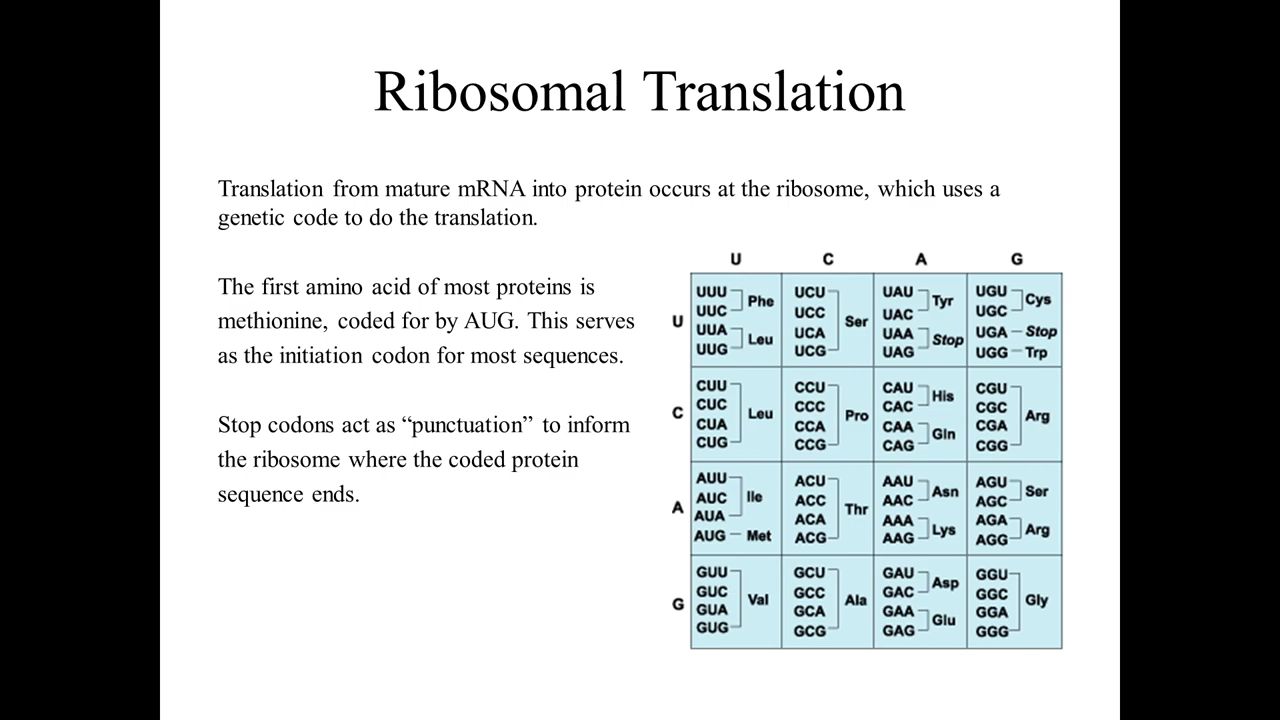 Ribosomal Translation
Translation from mature mRNA into protein occurs at the ribosome, which uses a
genetic code to do the translation.
The first amino acid of most proteins is
methionine, coded for by AUG. This serves
as the initiation codon for most sequences.
Stop codons act as “punctuation” to inform
the ribosome where the coded protein
sequence ends.
U C A G
U
UUU UUC Phe
UUA UUG Leu
UCU UCC UCA UCG Ser
UAU UAC Tyr
UAA UAG Stop
UGU UGC Cys
UGA Stop
UGG Trp
C
CUU CUC CUA CUG Leu
CCU CCC CCA CCG Pro
CAU CAC His
CAA CAG Gln
CGU CGC CGA CGG Arg
A
AUU AUC AUA Ile
AUG Met
ACU ACC ACA ACG Thr
AAU AAC Asn
AAA AAG Lys
AGU AGC Ser
AGA AGG Arg
G
GUU GUC GUA GUG Val
GCU GCC GCA GCG Ala
GAU GAC Asp
GAA GAG Glu
GGU GGC GGA GGG Gly